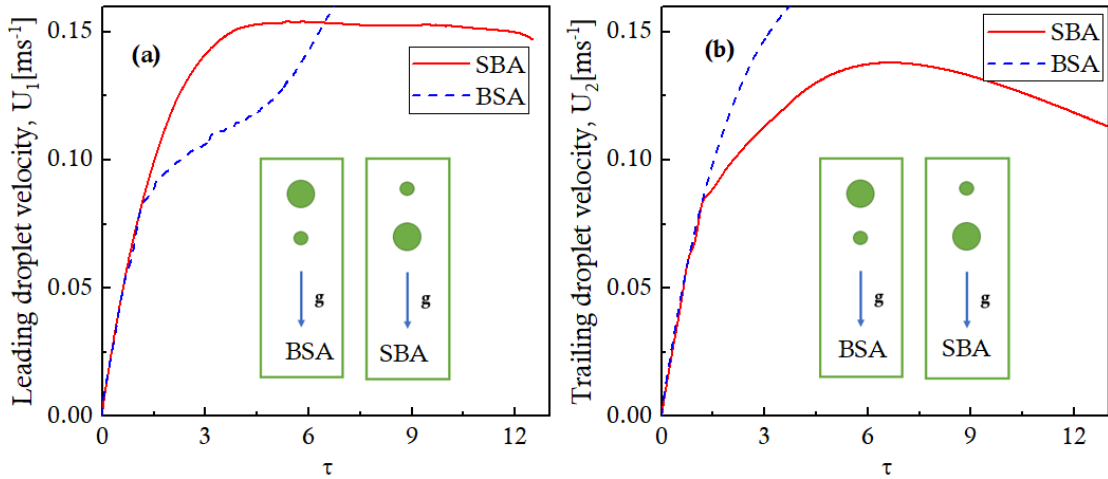 Leading droplet velocity, U₁[ms⁻¹]
0.15
0.10
0.05
0.00
(a)
SBA
BSA
g
BSA
g
SBA
0
3
6
9
12
τ
Trailing droplet velocity, U₂[ms⁻¹]
0.15
0.10
0.05
0.00
(b)
SBA
BSA
g
BSA
g
SBA
0
3
6
9
12
τ